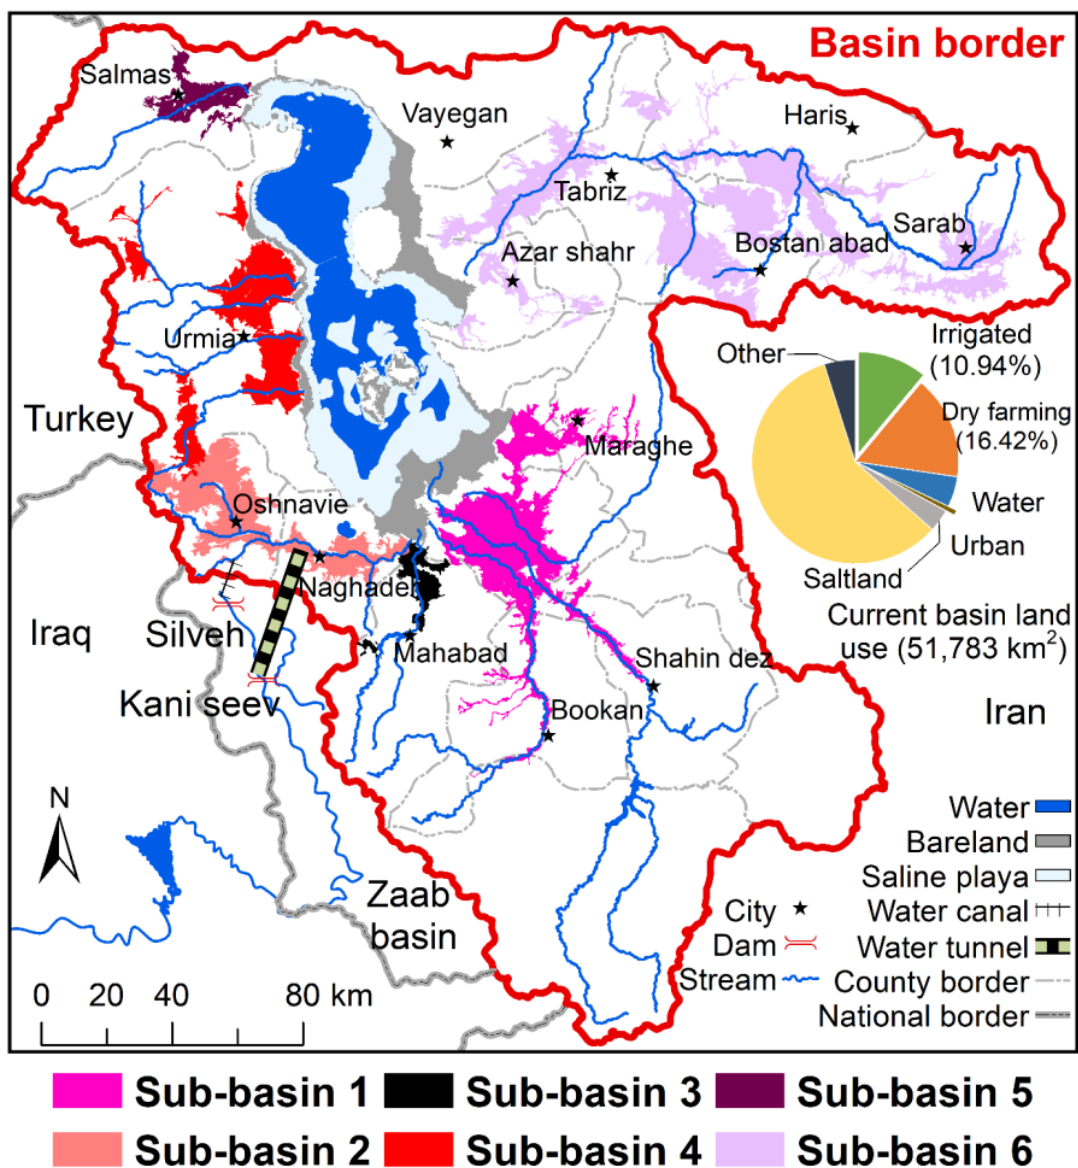 Basin border
Salmas
Vayegan
Haris
Tabriz
Sarab
Azar shahr
Bostan abad
Urmia
Other
Irrigated
(10.94%)
Dry farming
(16.42%)
Water
Urban
Saltland
Current basin land
use (51,783 km²)
Turkey
Maraghe
Oshnavie
Naghadeh
Iraq
Silveh
Mahabad
Shahin dez
Kani seev
Bookan
Iran
N
Zaab
basin
Water
Bareland
Saline playa
City
Water canal
Dam
Water tunnel
Stream
County border
National border
0 20 40 80 km
Sub-basin 1
Sub-basin 3
Sub-basin 5
Sub-basin 2
Sub-basin 4
Sub-basin 6